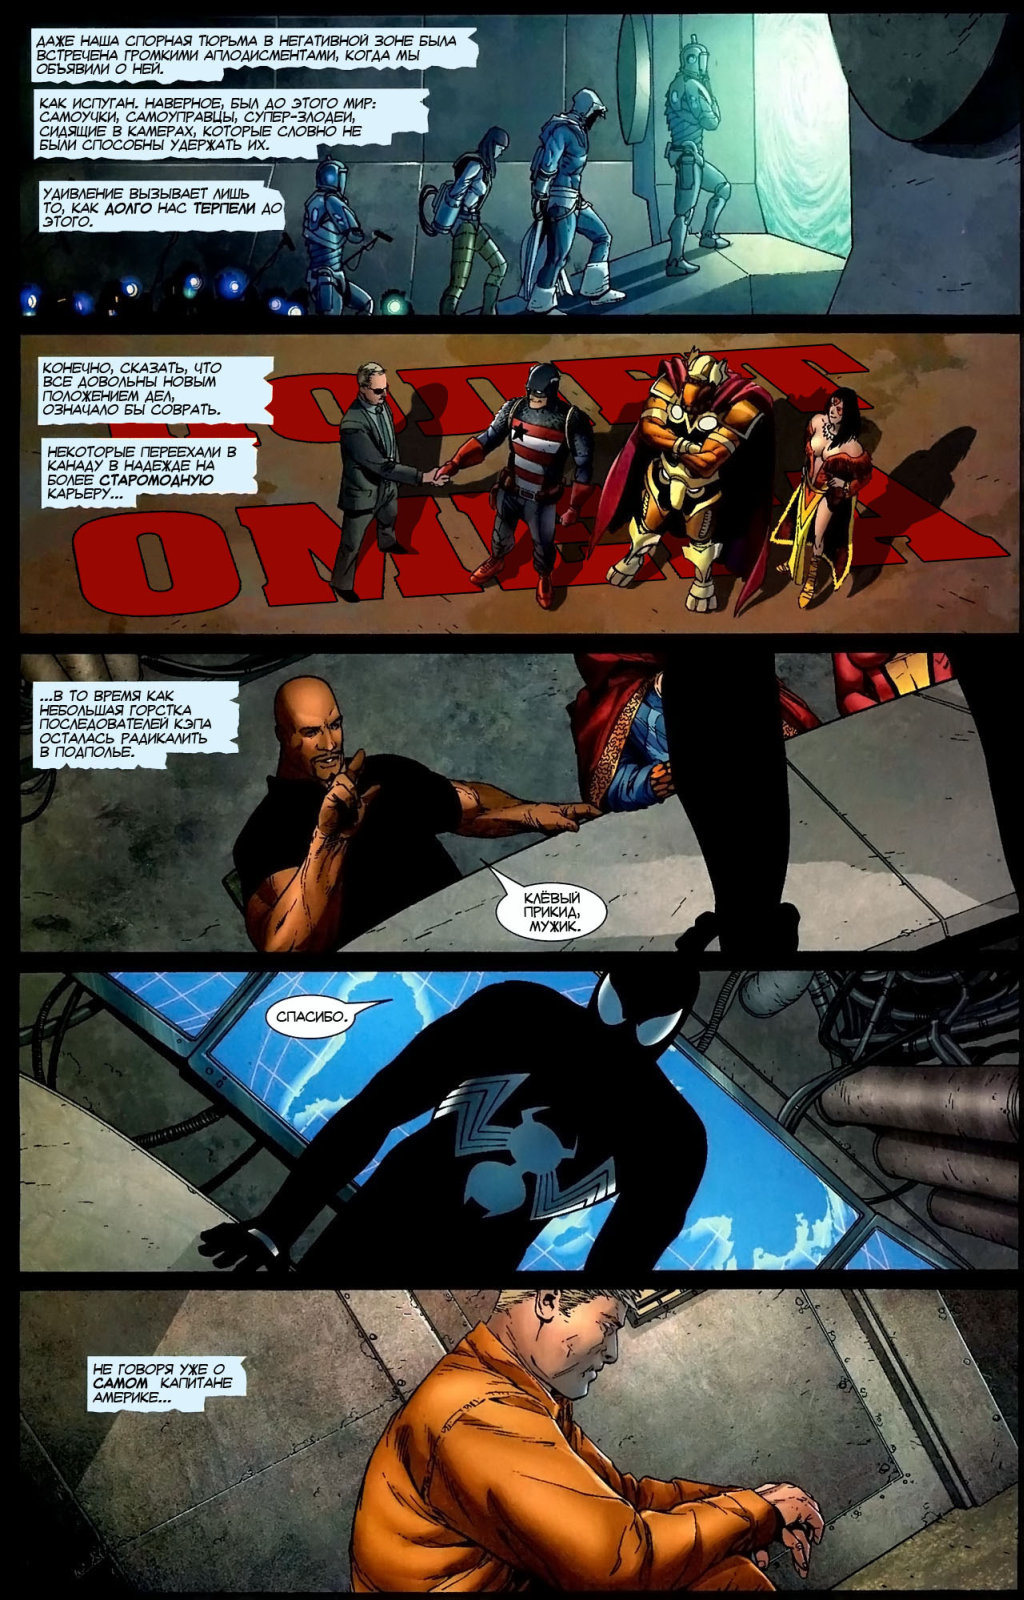 ДАЖЕ НАША СПОРНАЯ ТЮРЬМА В НЕГАТИВНОЙ ЗОНЕ БЫЛА
ВСТРЕЧЕНА ГРОМКИМИ АПЛОДИСМЕНТАМИ, КОГДА МЫ
ОБЪЯВИЛИ О НЕЙ.
КАК ИСПУГАН. НАВЕРНОЕ, БЫЛ ДО ЭТОГО МИР:
САМОУЧКИ, САМОУПРАВЦЫ, СУПЕР-ЗЛОДЕИ,
СИДЯЩИЕ В КАМЕРАХ, КОТОРЫЕ СЛОВНО НЕ
БЫЛИ СПОСОБНЫ УДЕРЖАТЬ ИХ.
УДИВЛЕНИЕ ВЫЗЫВАЕТ ЛИШЬ
ТО, КАК ДОЛГО НАС ТЕРПЕЛИ ДО
ЭТОГО.
КОНЕЧНО, СКАЗАТЬ, ЧТО
ВСЕ ДОВОЛЬНЫ НОВЫМ
ПОЛОЖЕНИЕМ ДЕЛ,
ОЗНАЧАЛО БЫ СОВРАТЬ.
НЕКОТОРЫЕ ПЕРЕЕХАЛИ В
КАНАДУ В НАДЕЖДЕ НА
БОЛЕЕ СТАРОМОДНУЮ
КАРЬЕРУ...
ОМЕГА
...В ТО ВРЕМЯ КАК
НЕБОЛЬШАЯ ГОРСТКА
ПОСЛЕДОВАТЕЛЕЙ КЭПА
ОСТАЛАСЬ РАДИКАЛИТЬ
В ПОДПОЛЬЕ.
КЛЁВЫЙ
ПРИКИД,
МУЖИК.
СПАСИБО.
НЕ ГОВОРЯ УЖЕ О
САМОМ КАПИТАНЕ
АМЕРИКЕ...